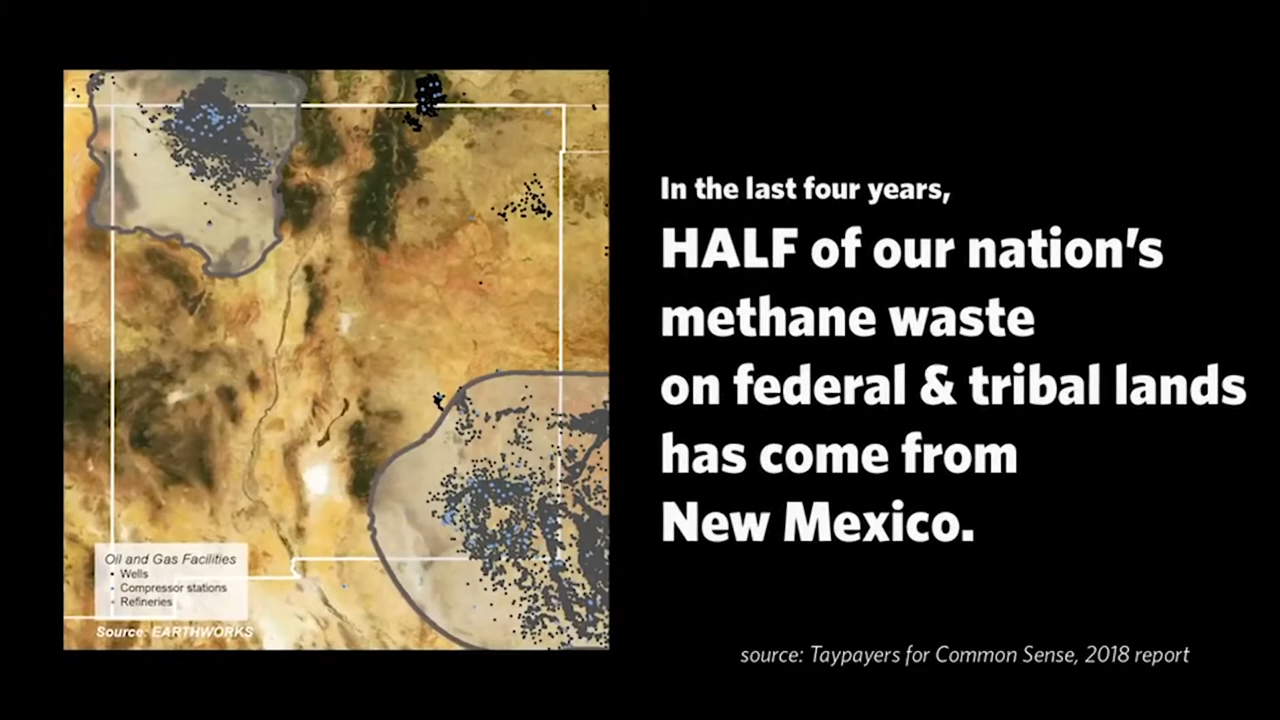 In the last four years,
HALF of our nation's
methane waste
on federal & tribal lands
has come from
New Mexico.
Oil and Gas Facilities
• Wells
• Compressor stations
• Refineries
Source: EARTHWORKS
source: Taypayers for Common Sense, 2018 report